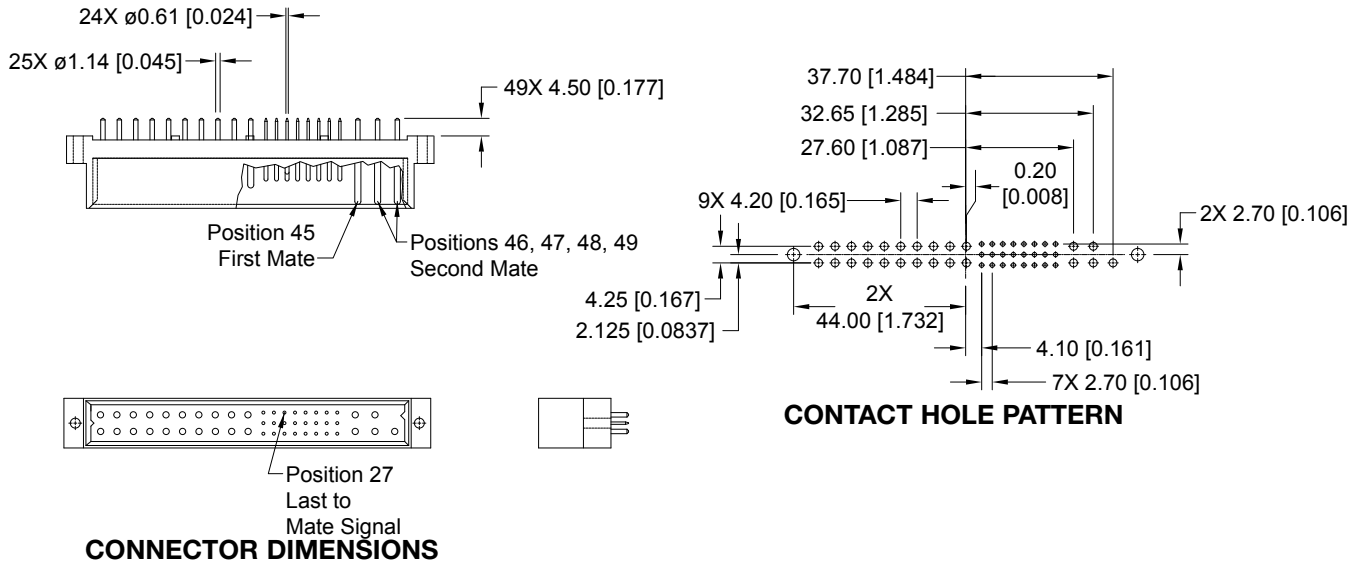 24X ø0.61 [0.024]
25X ø1.14 [0.045]
49X 4.50 [0.177]
Position 45
First Mate
Positions 46, 47, 48, 49
Second Mate
37.70 [1.484]
32.65 [1.285]
27.60 [1.087]
0.20
[0.008]
9X 4.20 [0.165]
2X 2.70 [0.106]
4.25 [0.167]
2.125 [0.0837]
2X
44.00 [1.732]
4.10 [0.161]
7X 2.70 [0.106]
CONTACT HOLE PATTERN
Position 27
Last to
Mate Signal
CONNECTOR DIMENSIONS